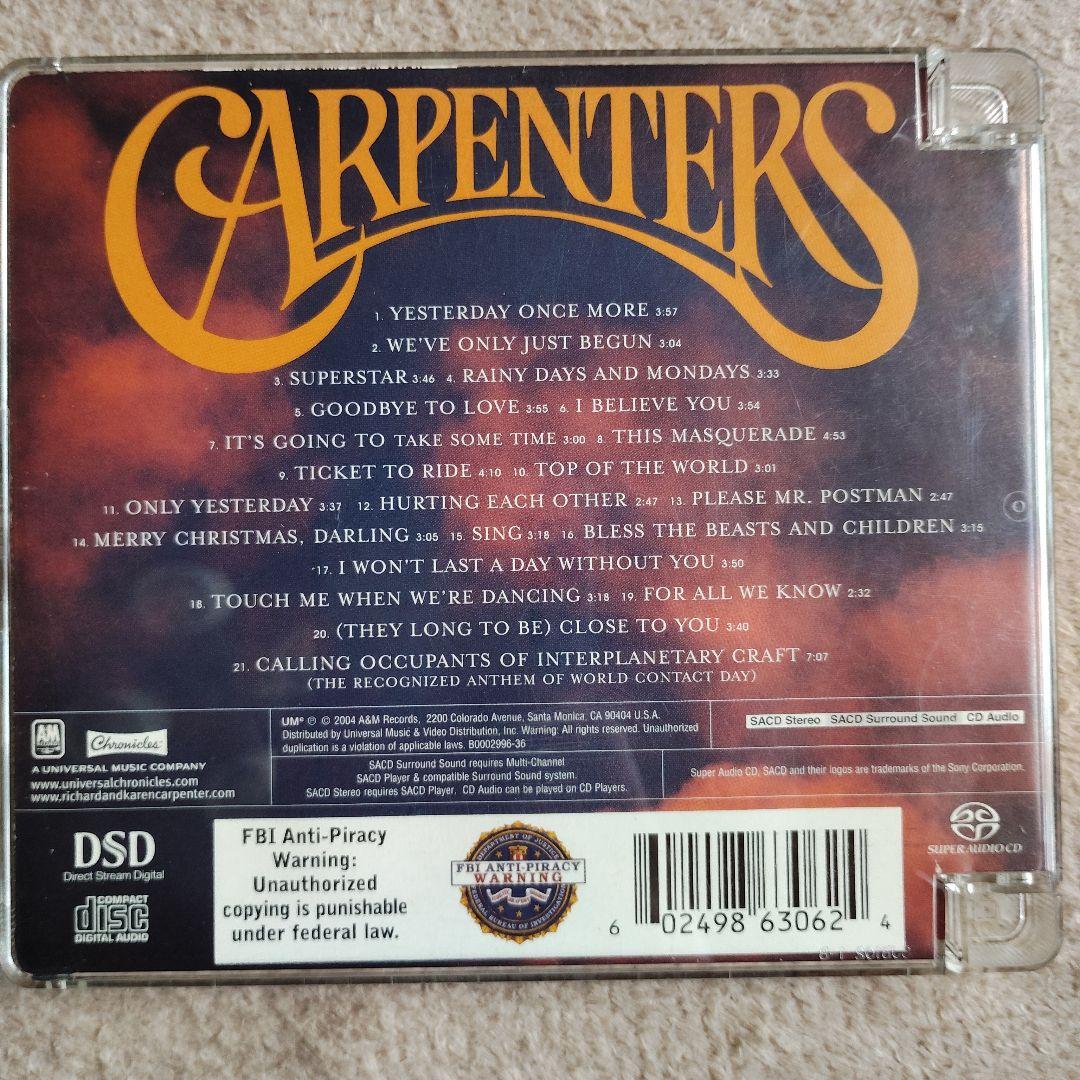 CARPENTERS
1. YESTERDAY ONCE MORE 3:57
2. WE'VE ONLY JUST BEGUN 3:04
3. SUPERSTAR 3:46 4. RAINY DAYS AND MONDAYS 3:33
5. GOODBYE TO LOVE 3:55 6. I BELIEVE YOU 3:54
7. IT'S GOING TO TAKE SOME TIME 3:00 8. THIS MASQUERADE 4:53
9. TICKET TO RIDE 4:10 10. TOP OF THE WORLD 3:01
11. ONLY YESTERDAY 3:37 12. HURTING EACH OTHER 2:47 13. PLEASE MR. POSTMAN 2:47
14. MERRY CHRISTMAS, DARLING 3:05 15. SING 3:18 16. BLESS THE BEASTS AND CHILDREN 3:15
17. I WON'T LAST A DAY WITHOUT YOU 3:50
18. TOUCH ME WHEN WE'RE DANCING 3:18 19. FOR ALL WE KNOW 2:32
20. (THEY LONG TO BE) CLOSE TO YOU 3:40
21. CALLING OCCUPANTS OF INTERPLANETARY CRAFT 7:07
(THE RECOGNIZED ANTHEM OF WORLD CONTACT DAY)
A&M
Chronicles
A UNIVERSAL MUSIC COMPANY
www.universalchronicles.com
www.richardandkarencarpenter.com
UMe ℗ © 2004 A&M Records, 2200 Colorado Avenue, Santa Monica, CA 90404 U.S.A.
Distributed by Universal Music & Video Distribution, Inc. Warning: All rights reserved. Unauthorized
duplication is a violation of applicable laws. B0002996-36
SACD Stereo SACD Surround Sound CD Audio
SACD Surround Sound requires Multi-Channel
SACD Player & compatible Surround Sound system.
SACD Stereo requires SACD Player. CD Audio can be played on CD Players.
Super Audio CD, SACD and their logos are trademarks of the Sony Corporation.
DSD
Direct Stream Digital
COMPACT
disc
DIGITAL AUDIO
FBI Anti-Piracy
Warning:
Unauthorized
copying is punishable
under federal law.
DEPARTMENT OF JUSTICE
FBI ANTI-PIRACY
WARNING
FEDERAL BUREAU OF INVESTIGATION
6 02498 63062 4
SUPER AUDIO CD